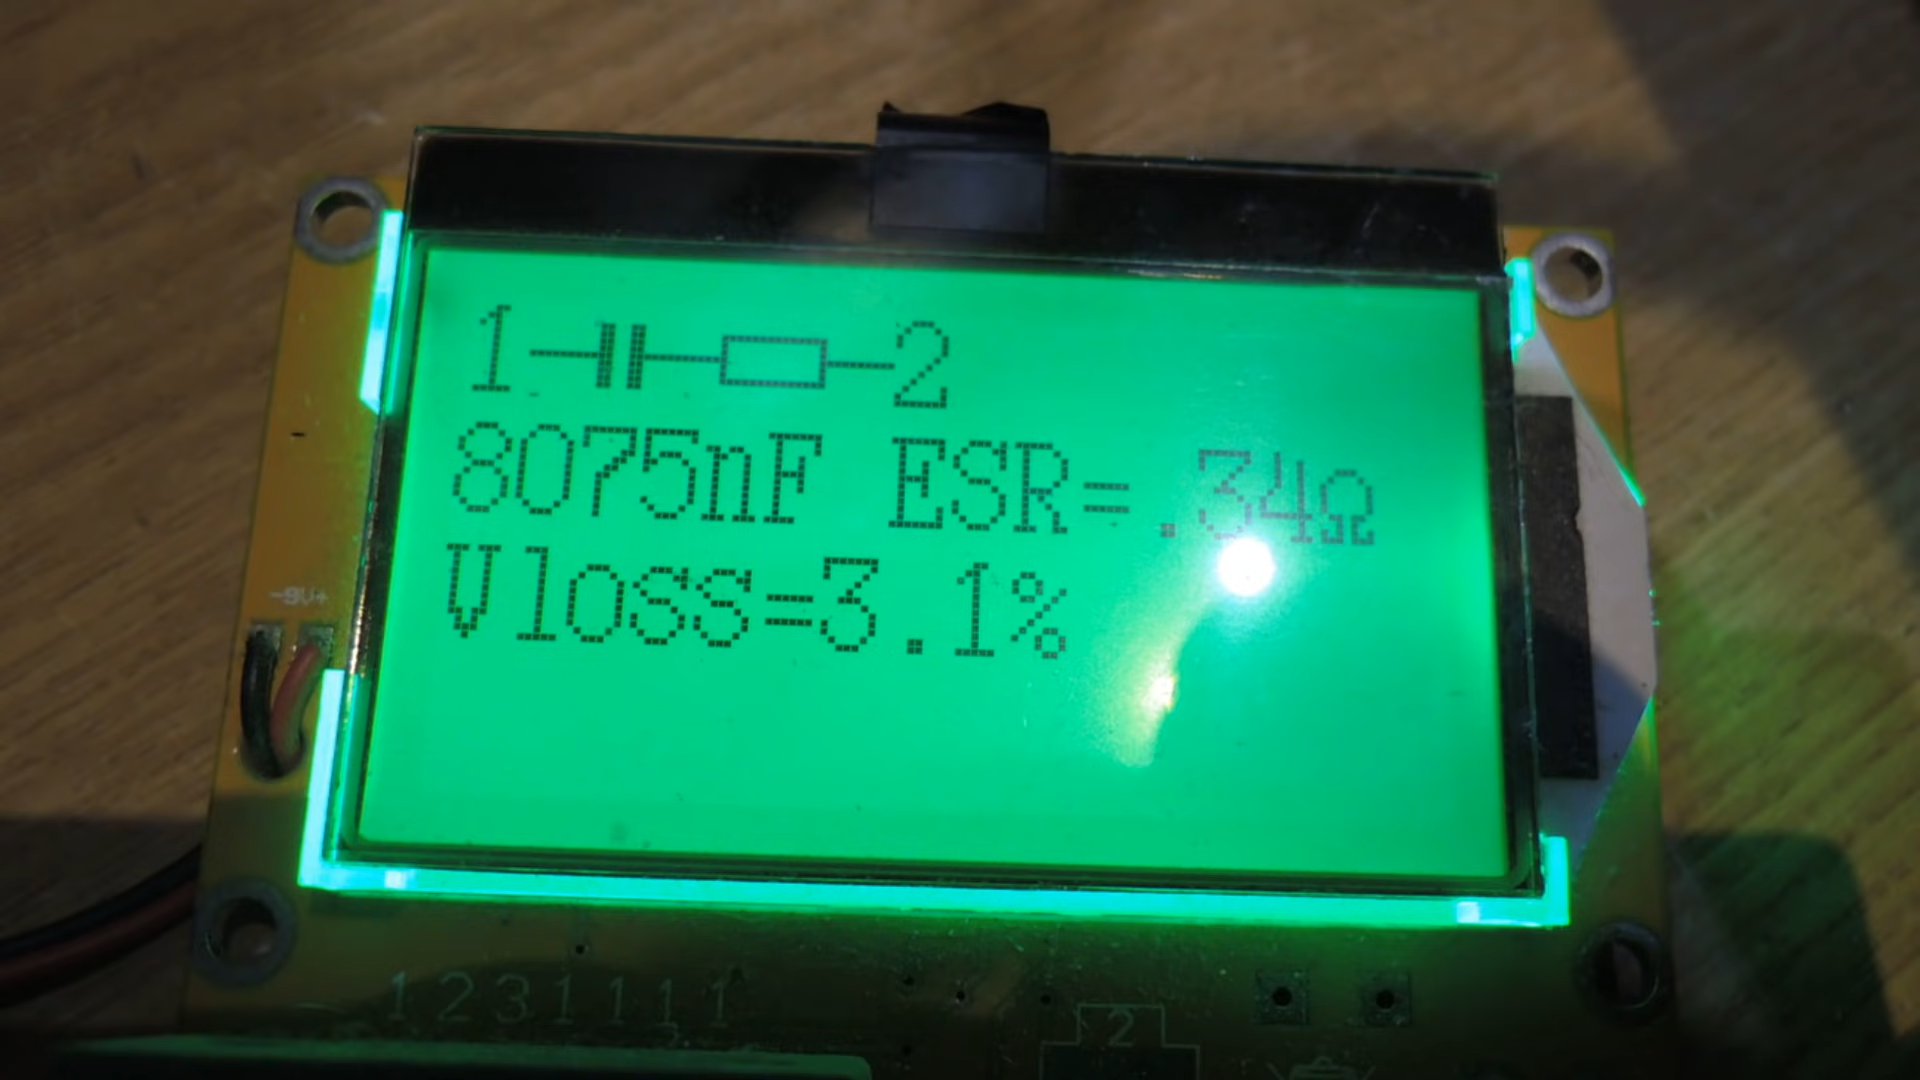 1 2
8075nF ESR=.34Ω
Vloss=3.1%
-9V+
1231111
2